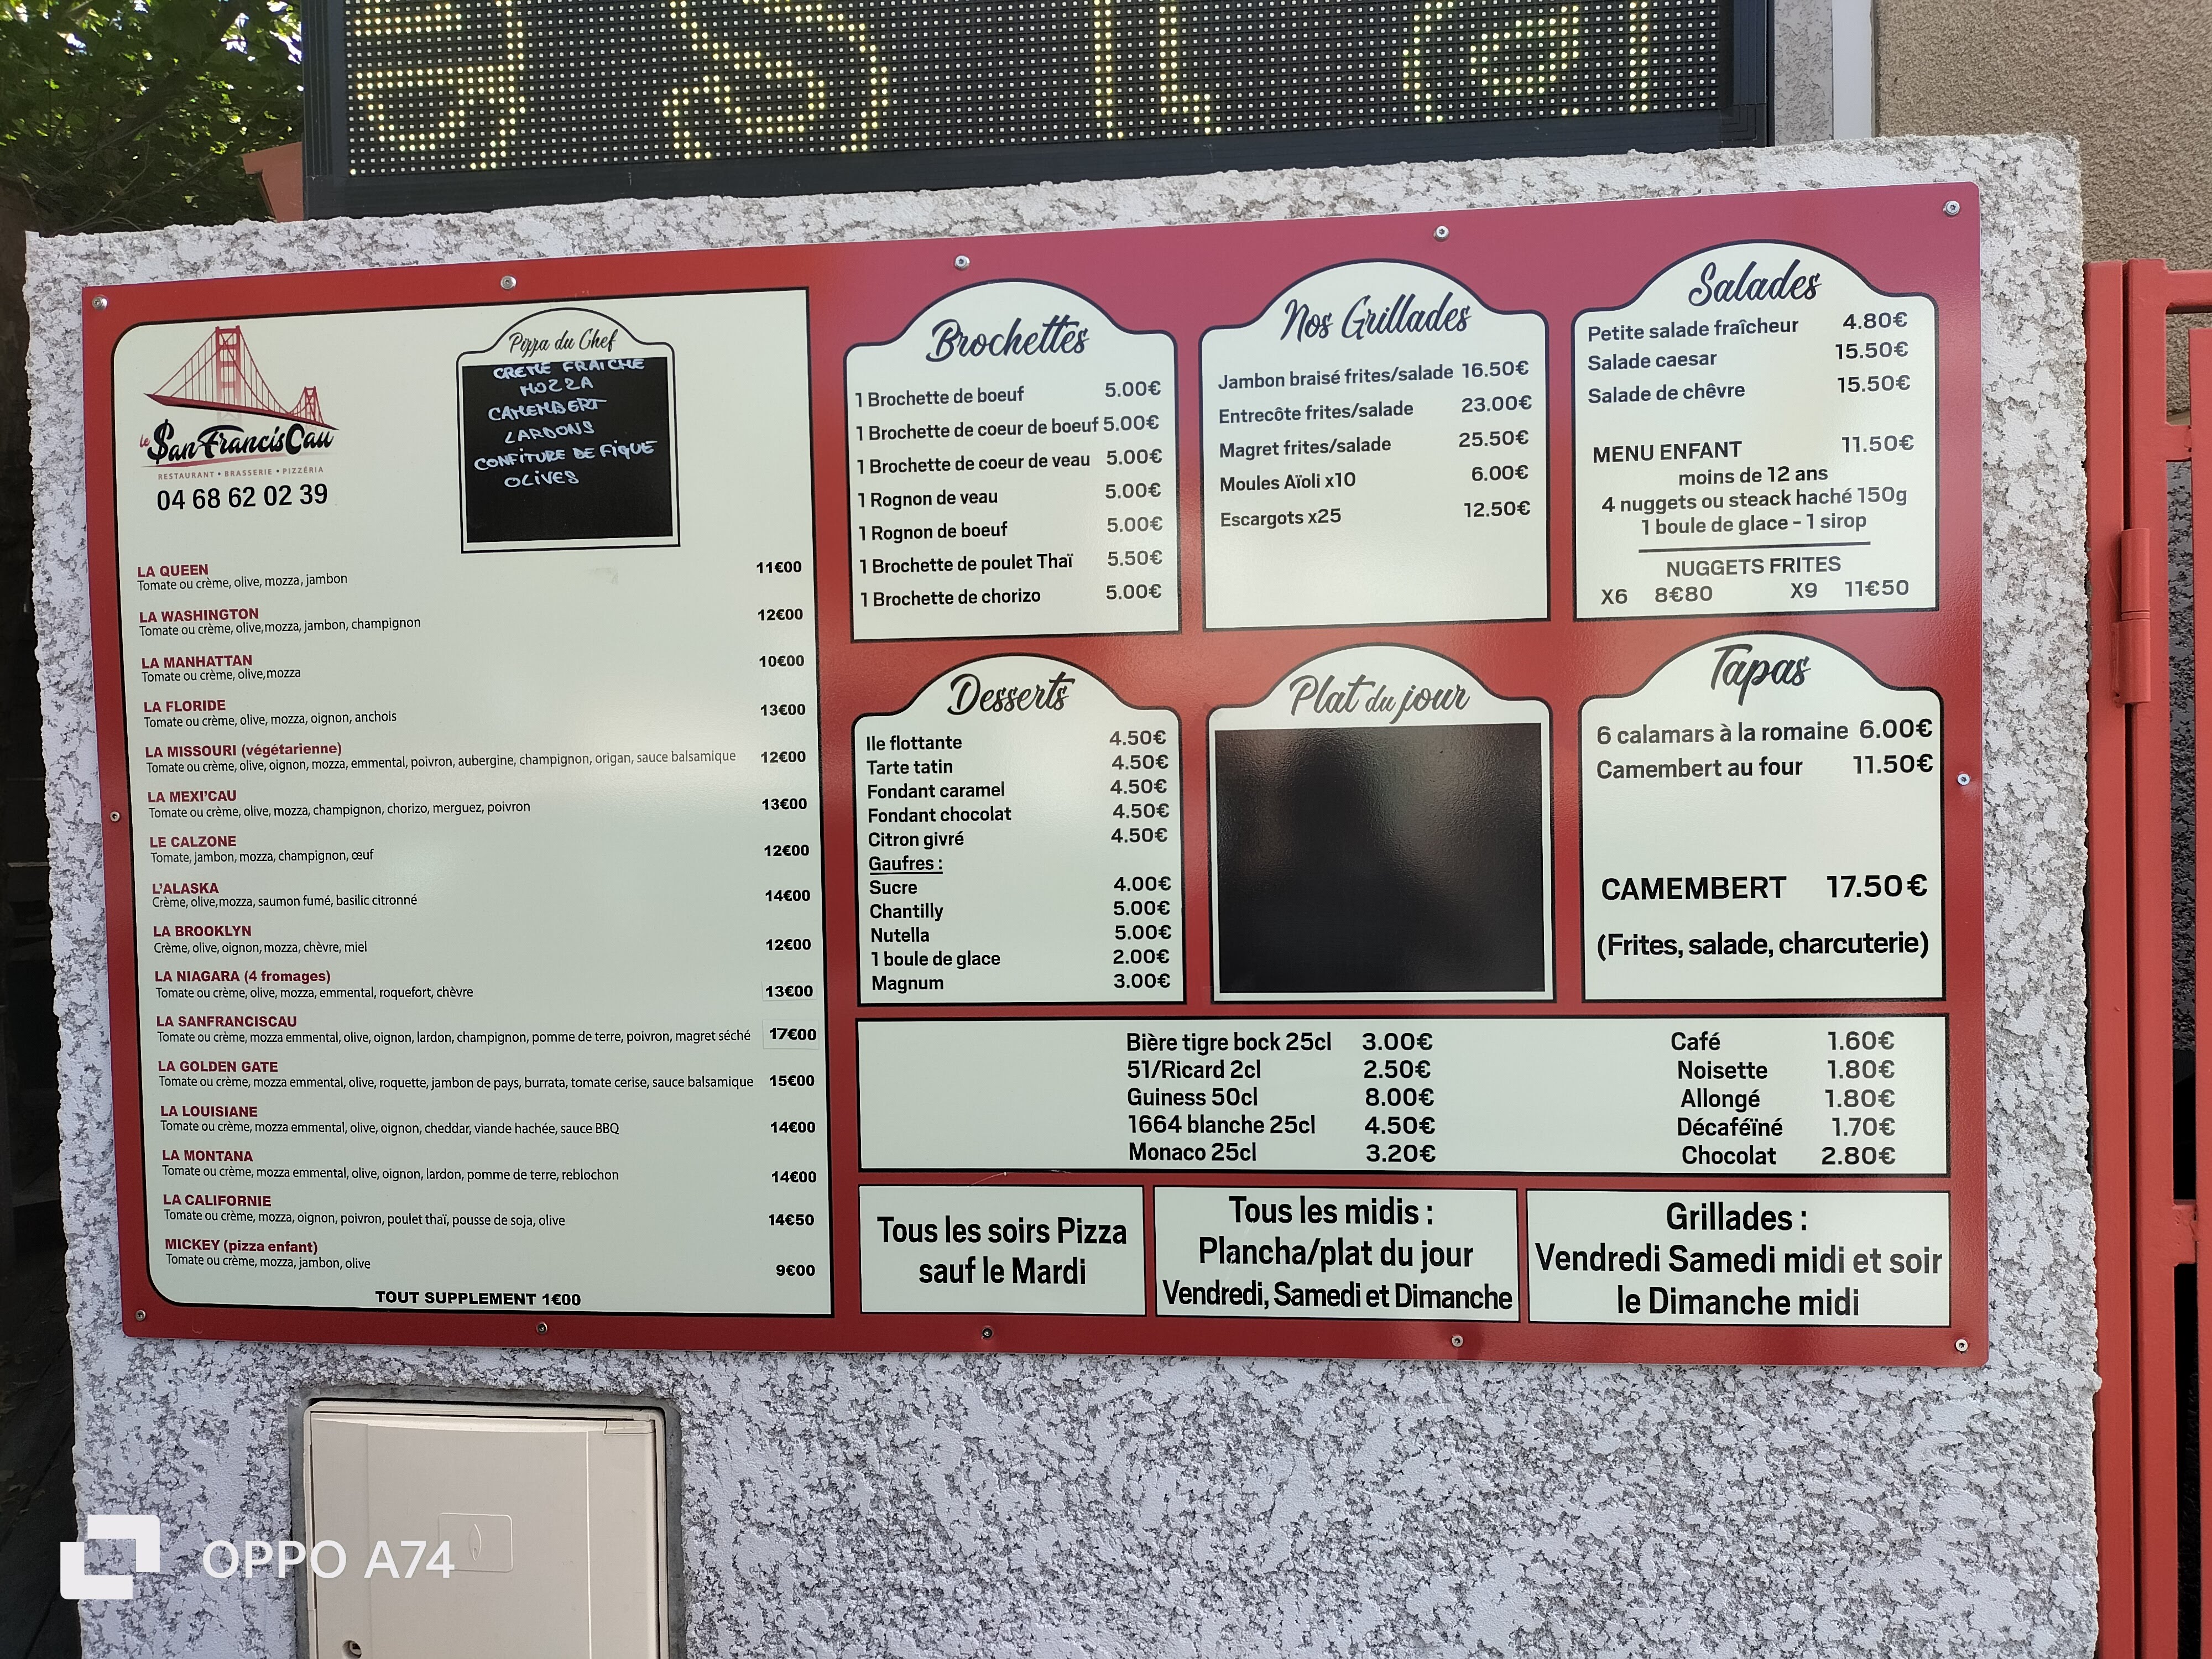 le San FrancisCau
RESTAURANT • BRASSERIE • PIZZÉRIA
04 68 62 02 39
Pizza du Chef
CREME FRAICHE
MOZZA
CAMEMBERT
LARDONS
CONFITURE DE FIGUE
OLIVES
LA QUEEN
Tomate ou crème, olive, mozza, jambon 11€00
LA WASHINGTON
Tomate ou crème, olive,mozza, jambon, champignon 12€00
LA MANHATTAN
Tomate ou crème, olive,mozza 10€00
LA FLORIDE
Tomate ou crème, olive, mozza, oignon, anchois 13€00
LA MISSOURI (végétarienne)
Tomate ou crème, olive, oignon, mozza, emmental, poivron, aubergine, champignon, origan, sauce balsamique 12€00
LA MEXI'CAU
Tomate ou crème, olive, mozza, champignon, chorizo, merguez, poivron 13€00
LE CALZONE
Tomate, jambon, mozza, champignon, œuf 12€00
L'ALASKA
Crème, olive,mozza, saumon fumé, basilic citronné 14€00
LA BROOKLYN
Crème, olive, oignon, mozza, chèvre, miel 12€00
LA NIAGARA (4 fromages)
Tomate ou crème, olive, mozza, emmental, roquefort, chèvre 13€00
LA SANFRANCISCAU
Tomate ou crème, mozza emmental, olive, oignon, lardon, champignon, pomme de terre, poivron, magret séché 17€00
LA GOLDEN GATE
Tomate ou crème, mozza emmental, olive, roquette, jambon de pays, burrata, tomate cerise, sauce balsamique 15€00
LA LOUISIANE
Tomate ou crème, mozza emmental, olive, oignon, cheddar, viande hachée, sauce BBQ 14€00
LA MONTANA
Tomate ou crème, mozza emmental, olive, oignon, lardon, pomme de terre, reblochon 14€00
LA CALIFORNIE
Tomate ou crème, mozza, oignon, poivron, poulet thaï, pousse de soja, olive 14€50
MICKEY (pizza enfant)
Tomate ou crème, mozza, jambon, olive 9€00
TOUT SUPPLEMENT 1€00
Brochettes
1 Brochette de boeuf 5.00€
1 Brochette de coeur de boeuf 5.00€
1 Brochette de coeur de veau 5.00€
1 Rognon de veau 5.00€
1 Rognon de boeuf 5.00€
1 Brochette de poulet Thaï 5.50€
1 Brochette de chorizo 5.00€
Nos Grillades
Jambon braisé frites/salade 16.50€
Entrecôte frites/salade 23.00€
Magret frites/salade 25.50€
Moules Aïoli x10 6.00€
Escargots x25 12.50€
Salades
Petite salade fraîcheur 4.80€
Salade caesar 15.50€
Salade de chêvre 15.50€
MENU ENFANT 11.50€
moins de 12 ans
4 nuggets ou steack haché 150g
1 boule de glace - 1 sirop
NUGGETS FRITES
X6 8€80 X9 11€50
Desserts
Ile flottante 4.50€
Tarte tatin 4.50€
Fondant caramel 4.50€
Fondant chocolat 4.50€
Citron givré 4.50€
Gaufres :
Sucre 4.00€
Chantilly 5.00€
Nutella 5.00€
1 boule de glace 2.00€
Magnum 3.00€
Plat du jour
Tapas
6 calamars à la romaine 6.00€
Camembert au four 11.50€
CAMEMBERT 17.50€
(Frites, salade, charcuterie)
Bière tigre bock 25cl 3.00€
51/Ricard 2cl 2.50€
Guiness 50cl 8.00€
1664 blanche 25cl 4.50€
Monaco 25cl 3.20€
Café 1.60€
Noisette 1.80€
Allongé 1.80€
Décaféïné 1.70€
Chocolat 2.80€
Tous les soirs Pizza
sauf le Mardi
Tous les midis :
Plancha/plat du jour
Vendredi, Samedi et Dimanche
Grillades :
Vendredi Samedi midi et soir
le Dimanche midi
OPPO A74